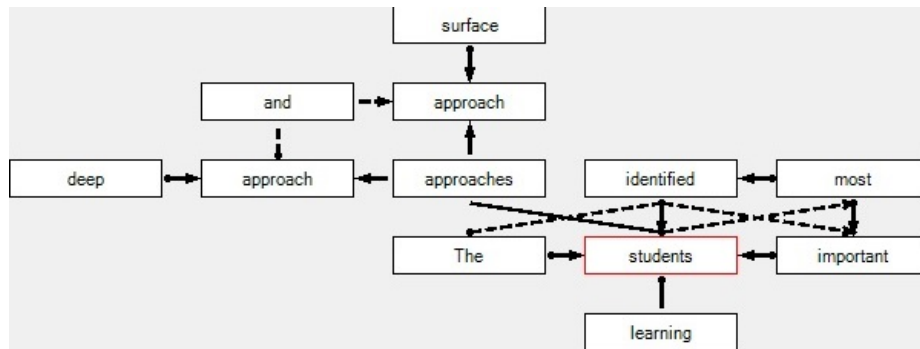 surface
and approach
deep approach approaches identified most
The students important
learning